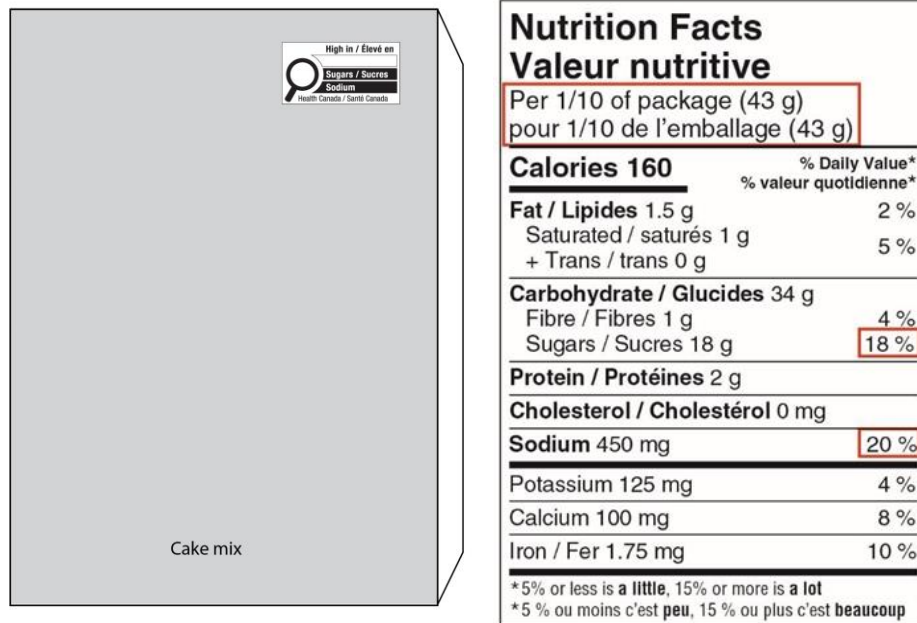 High in / Élevé en
Sugars / Sucres
Sodium
Health Canada / Santé Canada
Cake mix
Nutrition Facts
Valeur nutritive
Per 1/10 of package (43 g)
pour 1/10 de l'emballage (43 g)
Calories 160
% Daily Value*
% valeur quotidienne*
Fat / Lipides 1.5 g 2 %
Saturated / saturés 1 g
+ Trans / trans 0 g
5 %
Carbohydrate / Glucides 34 g
Fibre / Fibres 1 g 4 %
Sugars / Sucres 18 g 18 %
Protein / Protéines 2 g
Cholesterol / Cholestérol 0 mg
Sodium 450 mg 20 %
Potassium 125 mg 4 %
Calcium 100 mg 8 %
Iron / Fer 1.75 mg 10 %
*5% or less is a little, 15% or more is a lot
*5 % ou moins c'est peu, 15 % ou plus c'est beaucoup